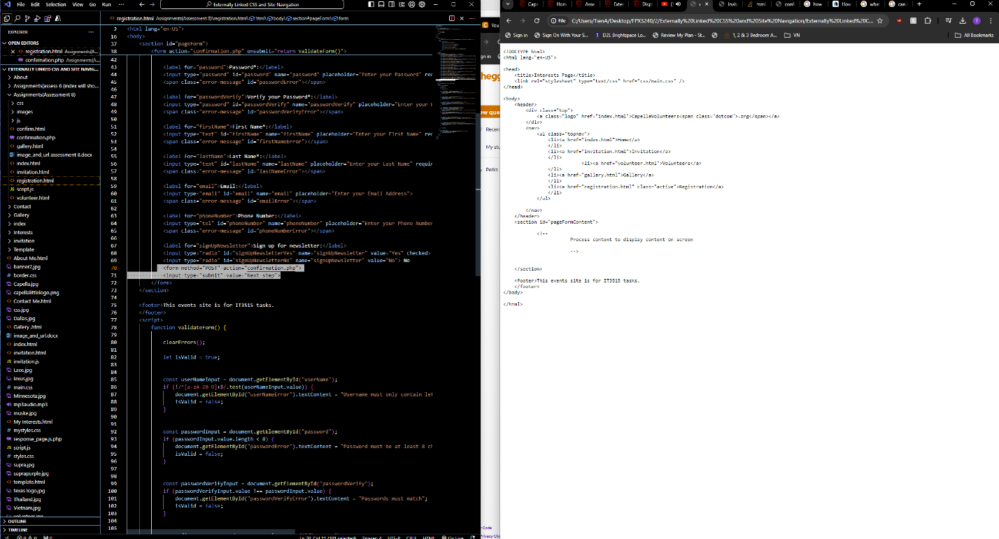 File Edit Selection View Go Run ...
Externally Linked CSS and Site Navigation
EXPLORER
OPEN EDITORS
registration.html Assignments(A...
confirmation.php Assignments(A...
EXTERNALLY LINKED CSS AND SITE NAVIG...
About
Assignments(assess 6 (index will sho...
Assignments(Assessment 8)
css
images
js
confirm.html
confirmation.php
gallery.html
image_and_url assessment 8.docx
index.html
invitation.html
registration.html
script.js
volunteer.html
Contact
Gallery
index
Interests
invitation
Template
About Me.html
banner2.jpg
border.css
Capella.jpg
capellalittlelogo.png
Contact Me.html
css.jpg
Dallas.jpg
Gallery .html
image_and_url.docx
index.html
invitation.html
invitation.js
Laos.jpg
lexus.jpg
main.css
Minnesota.jpg
mp3audio.mp3
muske.jpg
My Interests.html
mystyles.css
response_page.js.php
script.js
styles.css
supra.jpg
suprapurple.jpg
template.html
texas logo.jpg
Thailand.jpg
Vietnam.jpg
OUTLINE
TIMELINE
registration.html Assignments(Assessment 8)\registration.html html body section#pageForm form
2 <html lang="en-US">
16 <body>
37 <section id="pageForm">
38 <form action="confirmation.php" onsubmit="return validateForm()">
42
43 <label for="password">Password*:</label>
44 <input type="password" id="password" name="password" placeholder="Enter your Password" rec
45 <span class="error-message" id="passwordError"></span>
46
47 <label for="passwordVerify">Verify your Password*:</label>
48 <input type="password" id="passwordVerify" name="passwordVerify" placeholder="Enter your
49 <span class="error-message" id="passwordVerifyError"></span>
50
51 <label for="firstName">First Name*:</label>
52 <input type="text" id="firstName" name="firstName" placeholder="Enter your First Name" rec
53 <span class="error-message" id="firstNameError"></span>
54
55 <label for="lastName">Last Name*:</label>
56 <input type="text" id="lastName" name="lastName" placeholder="Enter your Last Name" requir
57 <span class="error-message" id="lastNameError"></span>
58
59 <label for="email">Email:</label>
60 <input type="email" id="email" name="email" placeholder="Enter your Email Address">
61 <span class="error-message" id="emailError"></span>
62
63 <label for="phoneNumber">Phone Number:</label>
64 <input type="tel" id="phoneNumber" name="phoneNumber" placeholder="Enter your Phone Number
65 <span class="error-message" id="phoneNumberError"></span>
66
67 <label for="signUpNewsletter">Sign up for newsletter:</label>
68 <input type="radio" id="signUpNewsletterYes" name="signUpNewsletter" value="Yes" checked>
69 <input type="radio" id="signUpNewsletterNo" name="signUpNewsletter" value="No"> No
70 <form method="POST" action="confirmation.php">
71 <input type="submit" value="Next step">
72 </form>
73 </section>
74
75 <footer>This events site is for IT3515 tasks.
76 </footer>
77 <script>
78 function validateForm() {
79
80 clearErrors();
81
82 let isValid = true;
83
84
85 const userNameInput = document.getElementById("userName");
86 if (!/^[a-zA-Z0-9]+$/.test(userNameInput.value)) {
87 document.getElementById("userNameError").textContent = "Username must only contain let
88 isValid = false;
89 }
90
91
92 const passwordInput = document.getElementById("password");
93 if (passwordInput.value.length < 8) {
94 document.getElementById("passwordError").textContent = "Password must be at least 8 ch
95 isValid = false;
96 }
97
98
99 const passwordVerifyInput = document.getElementById("passwordVerify");
100 if (passwordVerifyInput.value !== passwordInput.value) {
101 document.getElementById("passwordVerifyError").textContent = "Passwords must match";
102 isValid = false;
103 }
104
105
You
gn in
hegg
ew que
Recen
My stu
Perks
r Code
Privacy Cho
Cap Hom Asse Regi Exter Displ Invit html conf how How what can i
File C:/Users/TienA/Desktop/FPX3240/2/Externally%20Linked%20CSS%20and%20Site%20Navigation/Externally%20Linked%20C...
Sign in Sign On With Your S... D2L Brightspace Lo... Review My Plan - St... 1, 2 & 3 Bedroom A... VN All Bookmarks
<!DOCTYPE html>
<html lang="en-US">
<head>
<title>Interests Page</title>
<link rel="stylesheet" type="text/css" href="css/main.css" />
</head>
<body>
<header>
<div class="top">
<a class="logo" href="index.html">CapellaVolunteers<span class="dotcom">.org</span></a>
</div>
<nav>
<ul class="topnav">
<li><a href="index.html">Home</a>
</li>
<li><a href="invitation.html">Invitation</a>
</li>
<li><a href="volunteer.html">Volunteers</a>
</li>
<li><a href="gallery.html">Gallery</a>
</li>
<li><a href="registration.html" class="active">Registration</a>
</li>
</ul>
</nav>
</header>
<section id="pageFormContent">
<!--
Process content to display content on screen
-->
</section>
<footer>This events site is for IT3515 tasks.
</footer>
</body>
</html>